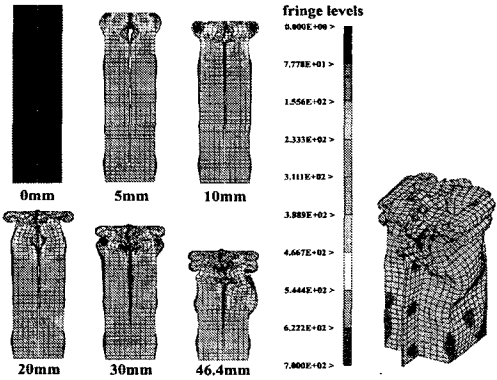 fringe levels
0.000E+00 >
7.778E+01 >
1.556E+02 >
2.333E+02 >
3.111E+02 >
3.889E+02 >
4.667E+02 >
5.444E+02 >
6.222E+02 >
7.000E+02 >
0mm
5mm
10mm
20mm
30mm
46.4mm